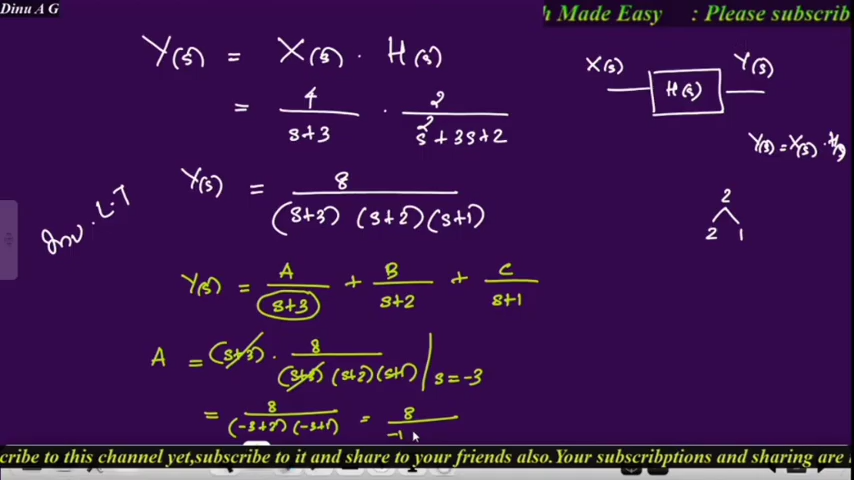 Dinu A G
h Made Easy : Please subscrib
Y(s) = X(s) . H(s)
= 4/(s+3) . 2/(s²+3s+2)
X(s) H(s) Y(s)
Y(s) = X(s) . H(s)
2
2 1
Inv. L.T
Y(s) = 8/((s+3) (s+2) (s+1))
Y(s) = A/(s+3) + B/(s+2) + C/(s+1)
A = (s+3) . 8/((s+3) (s+2) (s+1)) | s = -3
= 8/((-3+2) (-3+1)) = 8/-1
cribe to this channel yet,subscribe to it and share to your friends also.Your subscribptions and sharing are